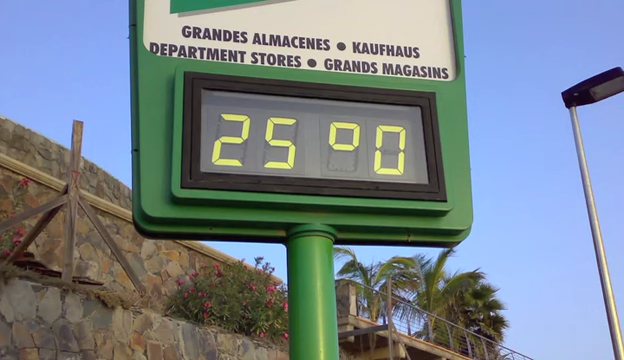 GRANDES ALMACENES • KAUFHAUS
DEPARTMENT STORES • GRANDS MAGASINS
25°0